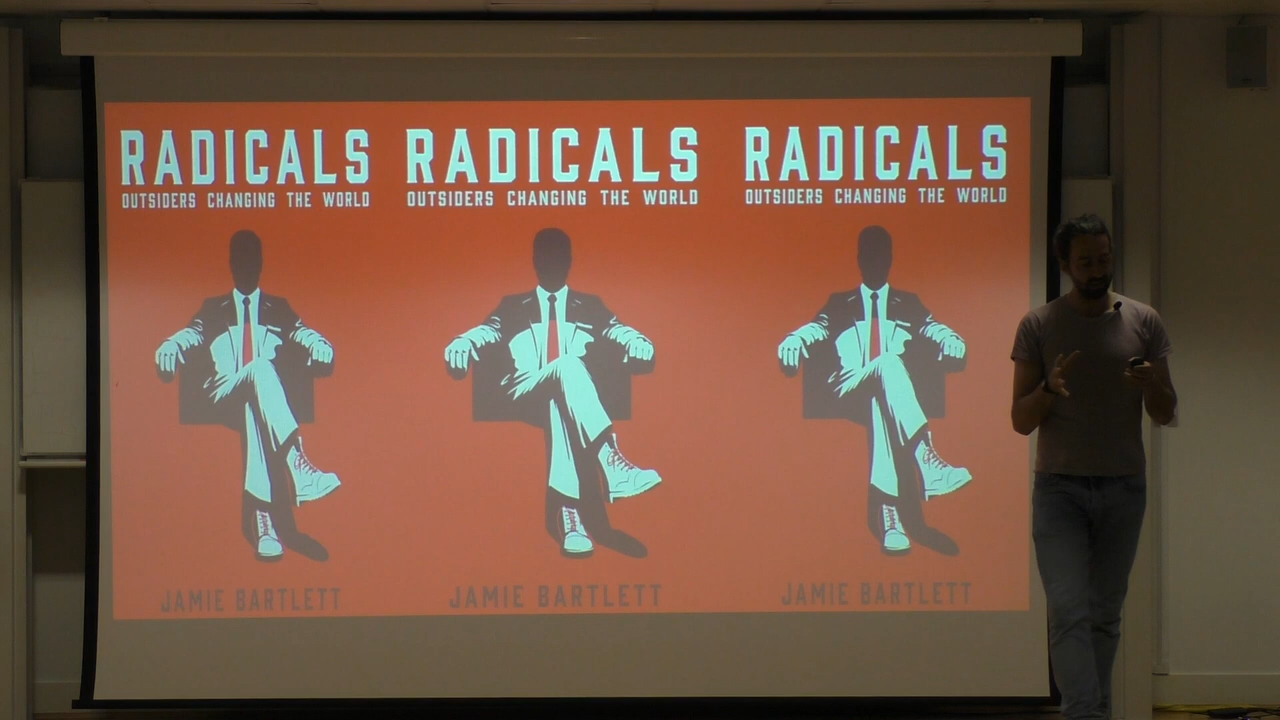 RADICALS
OUTSIDERS CHANGING THE WORLD
JAMIE BARTLETT
RADICALS
OUTSIDERS CHANGING THE WORLD
JAMIE BARTLETT
RADICALS
OUTSIDERS CHANGING THE WORLD
JAMIE BARTLETT